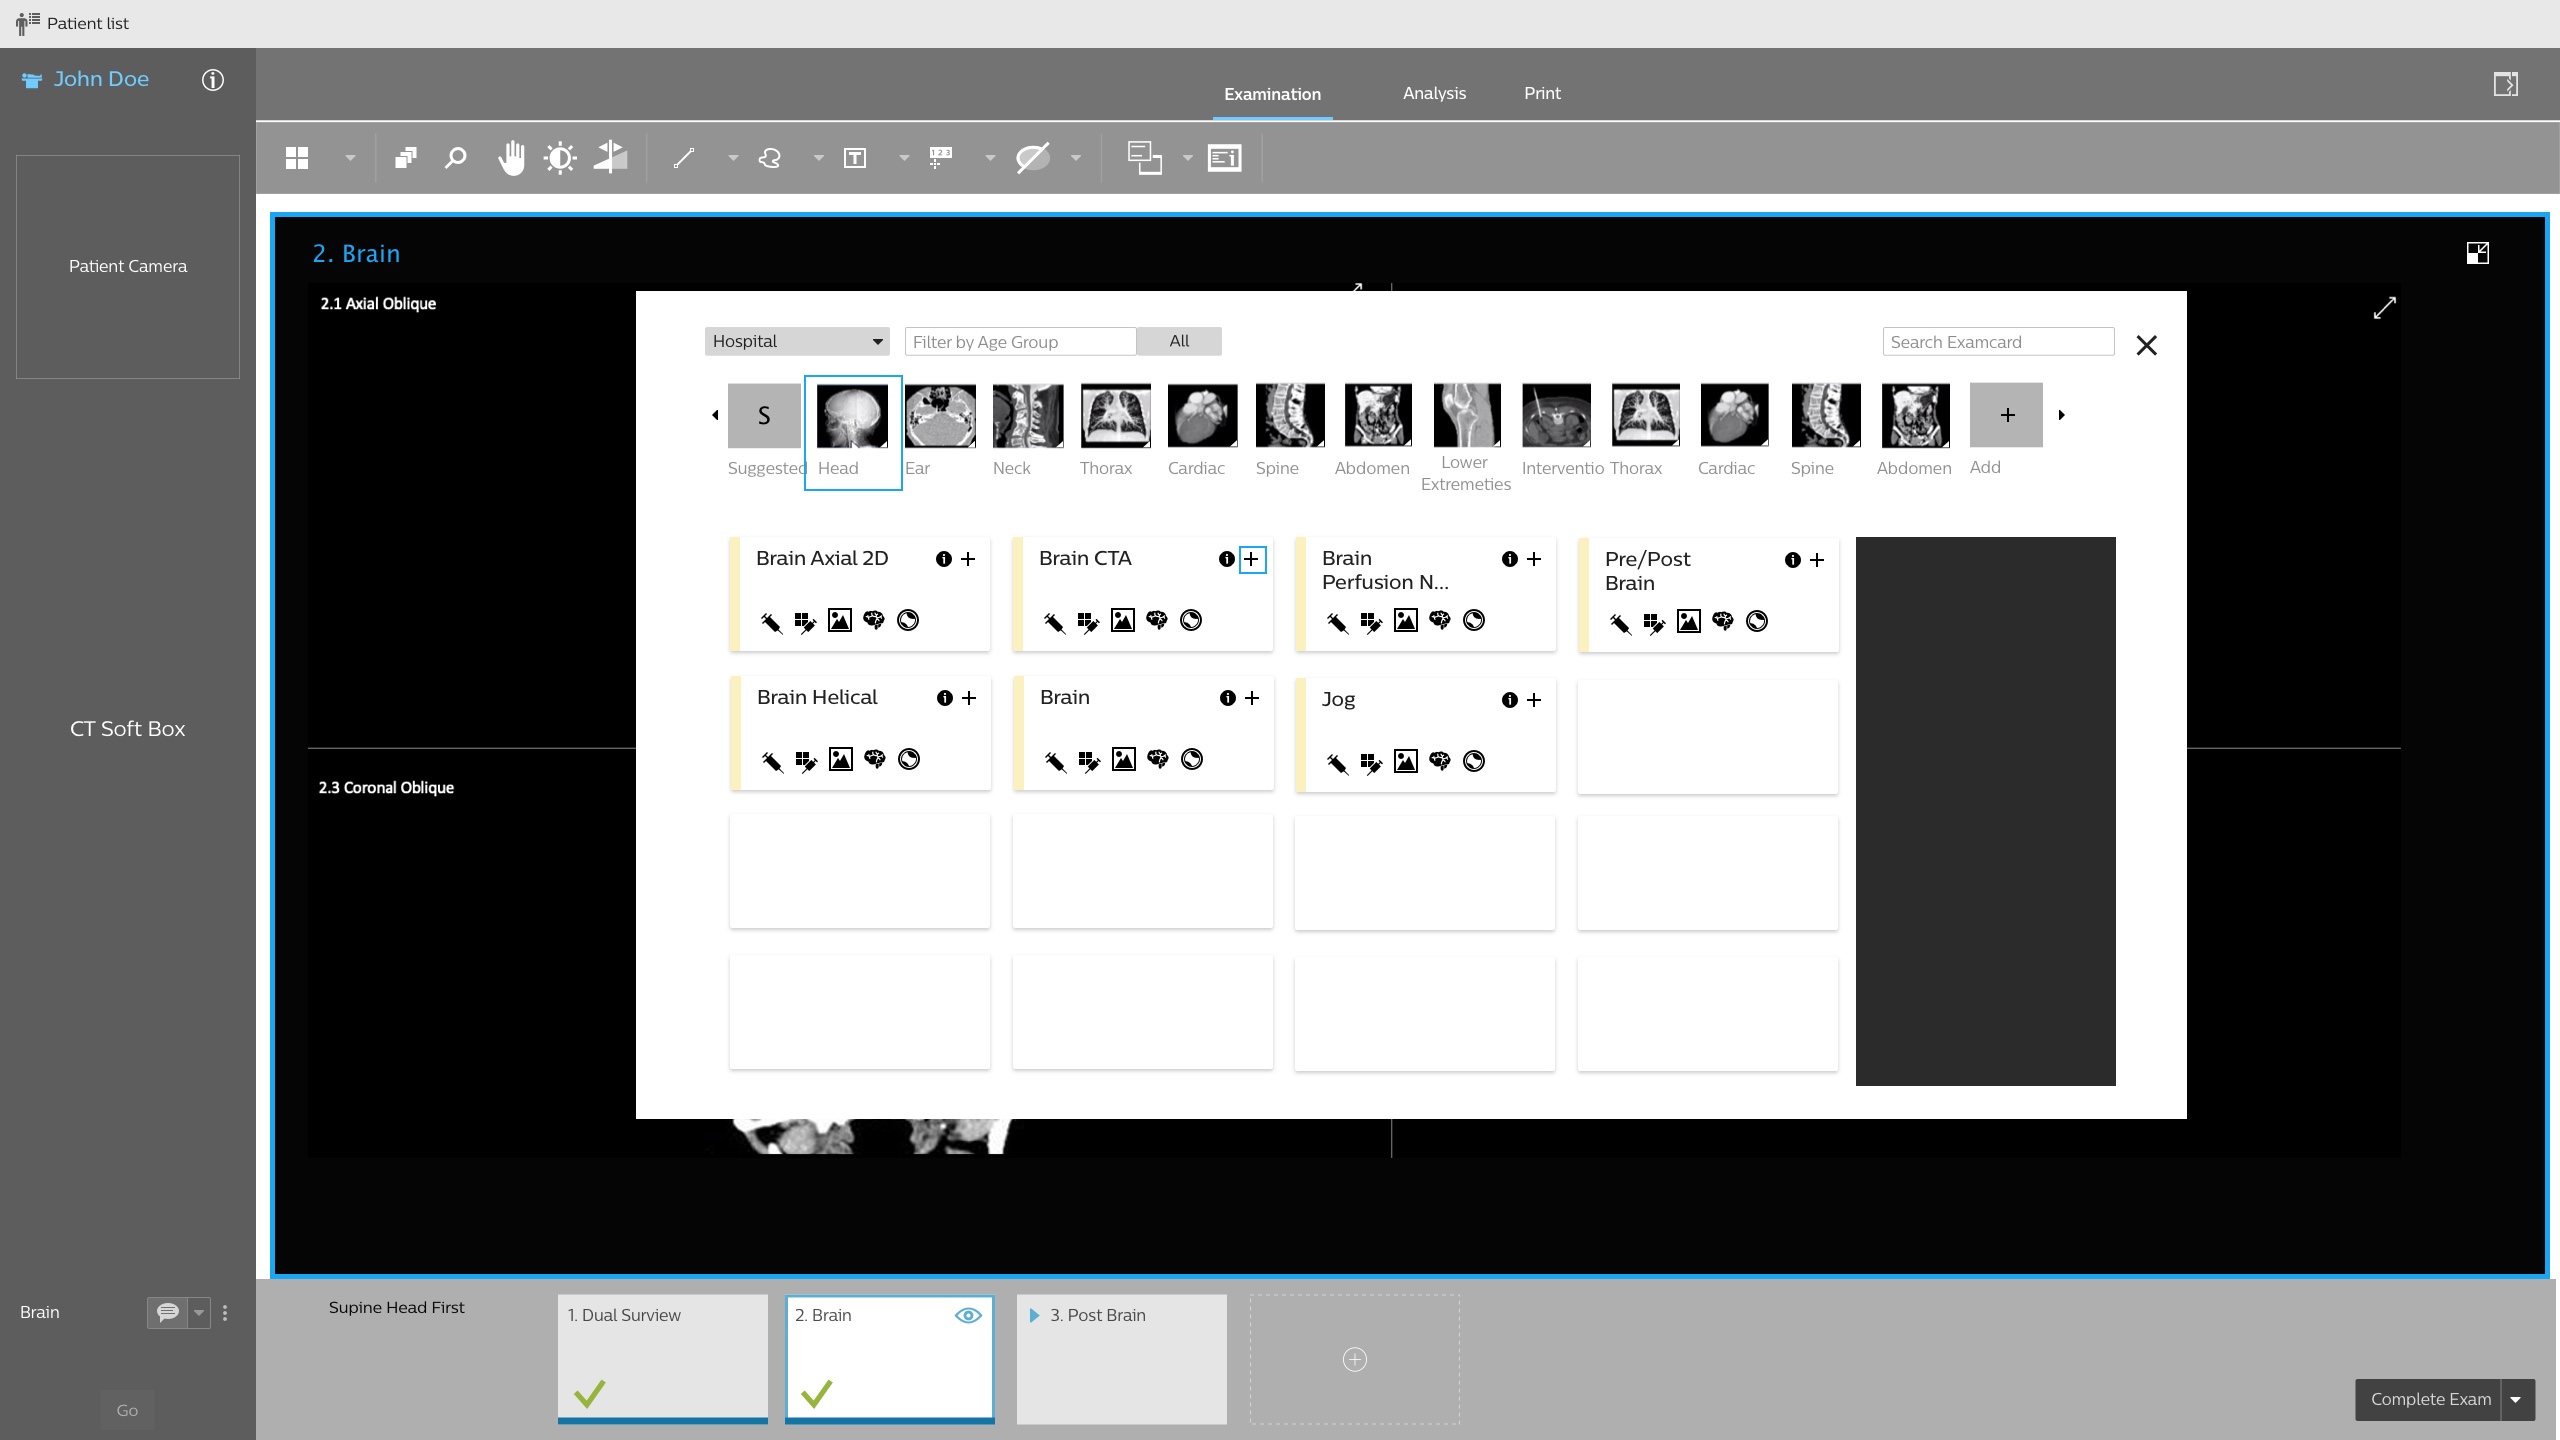 Patient list
John Doe
Examination
Analysis
Print
Patient Camera
CT Soft Box
2. Brain
2.1 Axial Oblique
2.3 Coronal Oblique
Hospital
Filter by Age Group
All
Search Examcard
S
Suggested
Head
Ear
Neck
Thorax
Cardiac
Spine
Abdomen
Lower
Extremeties
Interventio
Thorax
Cardiac
Spine
Abdomen
Add
Brain Axial 2D
Brain CTA
Brain
Perfusion N...
Pre/Post
Brain
Brain Helical
Brain
Jog
Brain
Go
Supine Head First
1. Dual Surview
2. Brain
3. Post Brain
Complete Exam